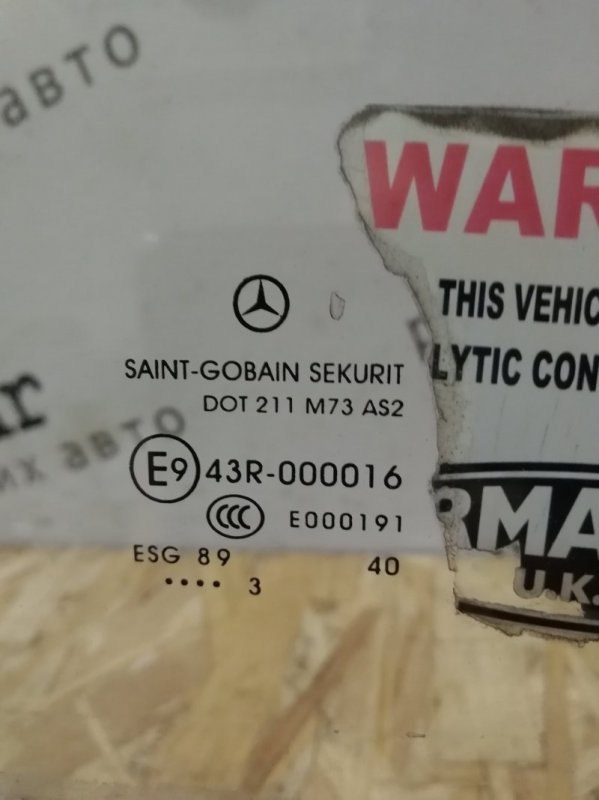 авто
WAR
THIS VEHIC
LYTIC CON
SAINT-GOBAIN SEKURIT
DOT 211 M73 AS2
E9 43R-000016
CCC E000191
ESG 89 40
.... 3
RMA
U.K.
r
их авто